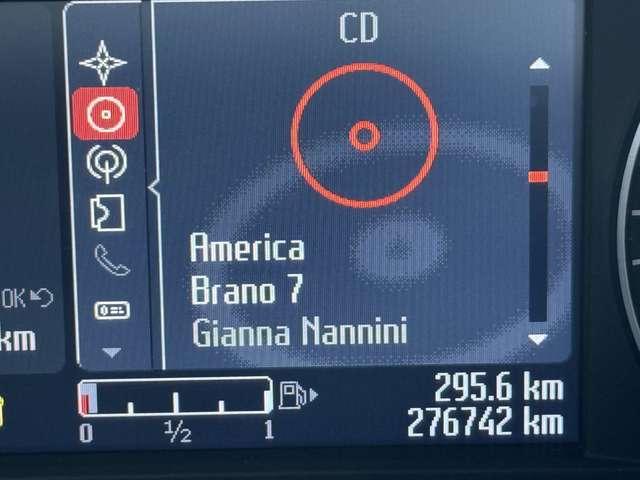 CD
America
Brano 7
Gianna Nannini
OK
km
295.6 km
276742 km
0 ½ 1